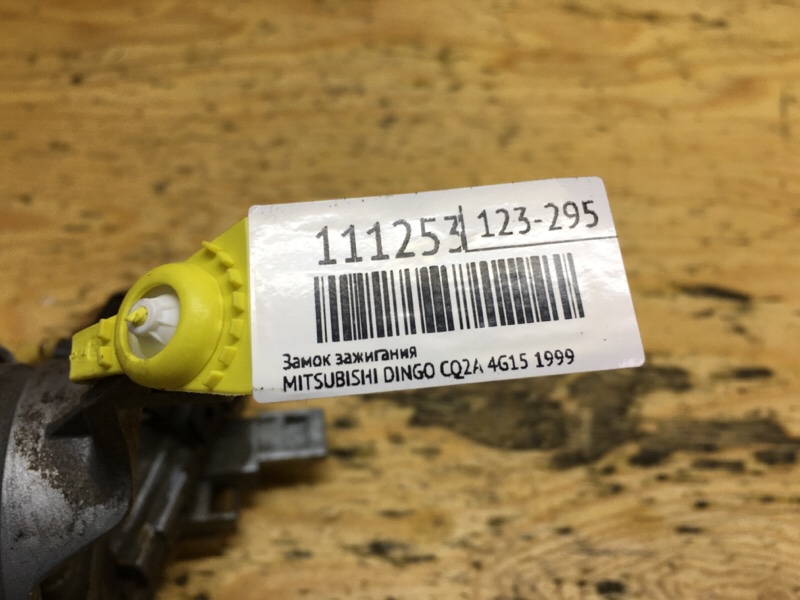 111253 123-295
Замок зажигания
MITSUBISHI DINGO CQ2A 4G15 1999